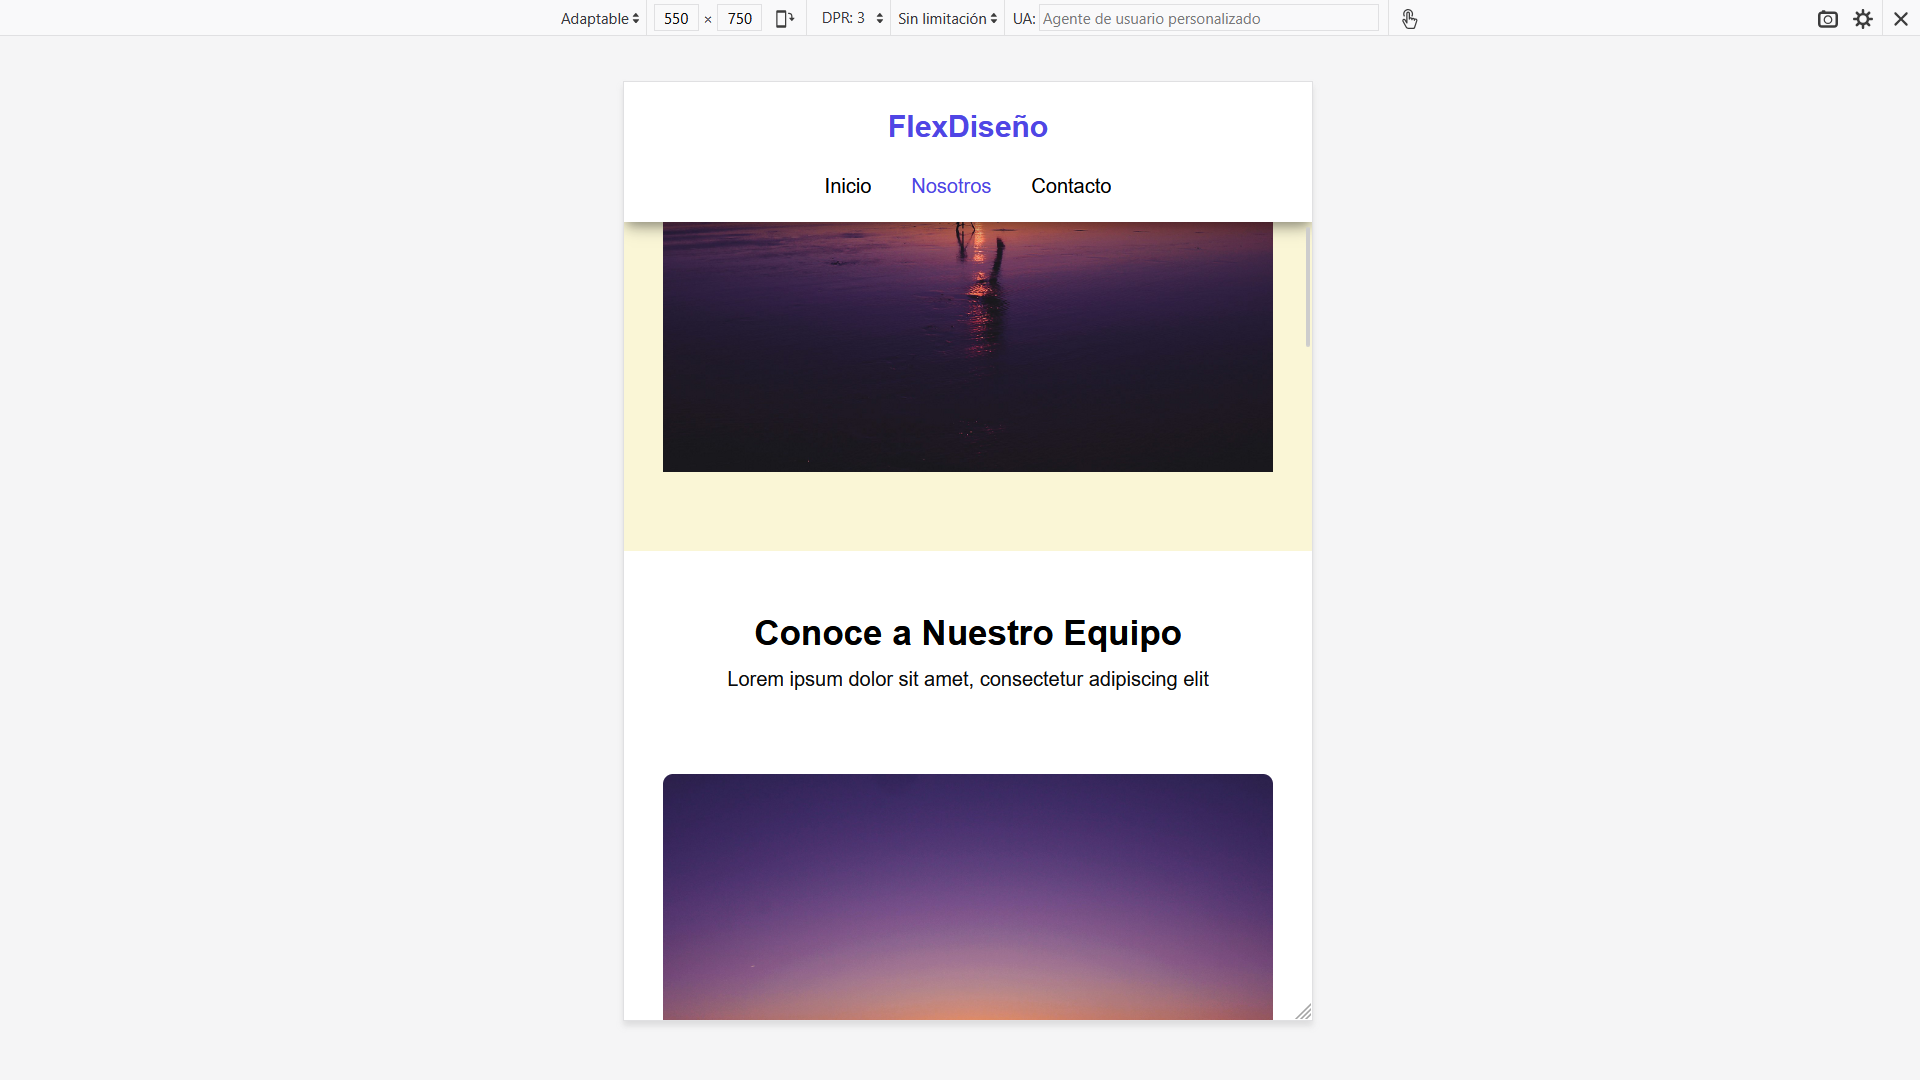 Adaptable 550 × 750 DPR: 3 Sin limitación UA: Agente de usuario personalizado
FlexDiseño
Inicio Nosotros Contacto
Conoce a Nuestro Equipo
Lorem ipsum dolor sit amet, consectetur adipiscing elit